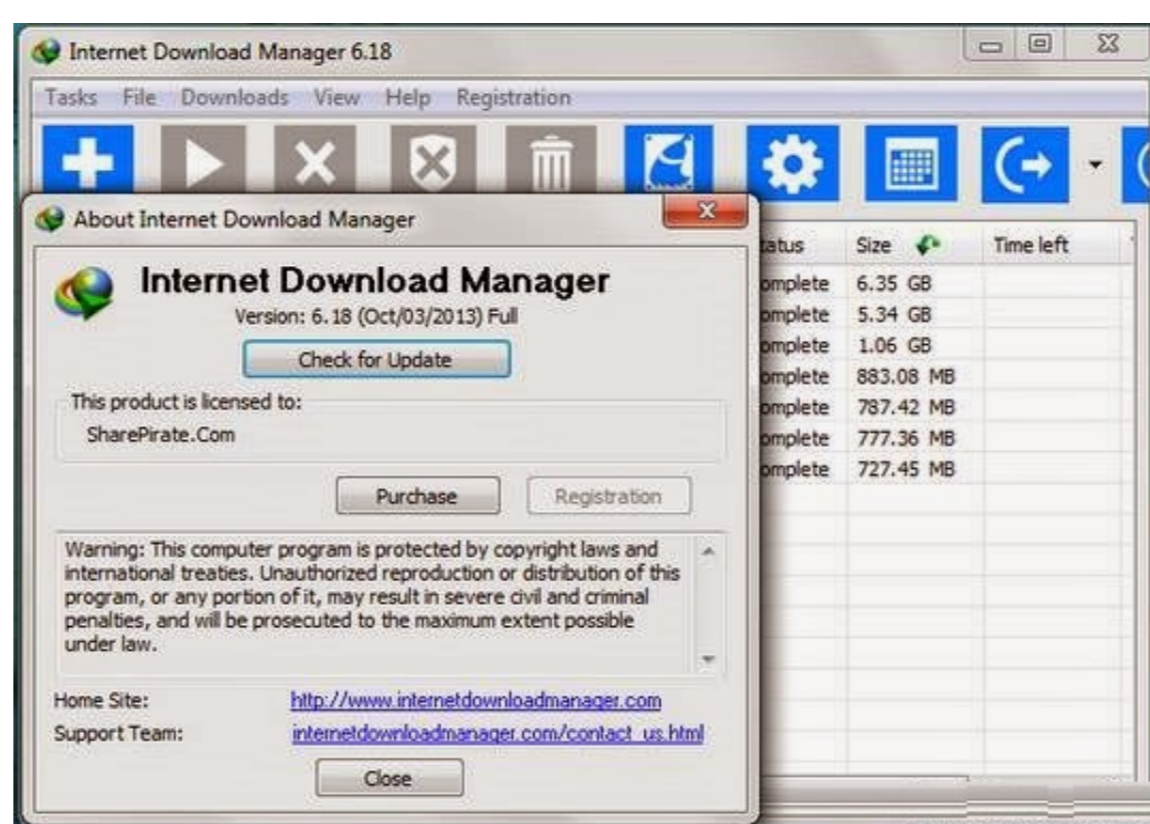 Internet Download Manager 6.18
Tasks File Downloads View Help Registration
About Internet Download Manager
Internet Download Manager
Version: 6.18 (Oct/03/2013) Full
Check for Update
This product is licensed to:
SharePirate.Com
Purchase Registration
Warning: This computer program is protected by copyright laws and
international treaties. Unauthorized reproduction or distribution of this
program, or any portion of it, may result in severe civil and criminal
penalties, and will be prosecuted to the maximum extent possible
under law.
Home Site: http://www.internetdownloadmanager.com
Support Team: internetdownloadmanager.com/contact_us.html
Close
tatus Size Time left
omplete 6.35 GB
omplete 5.34 GB
omplete 1.06 GB
omplete 883.08 MB
omplete 787.42 MB
omplete 777.36 MB
omplete 727.45 MB